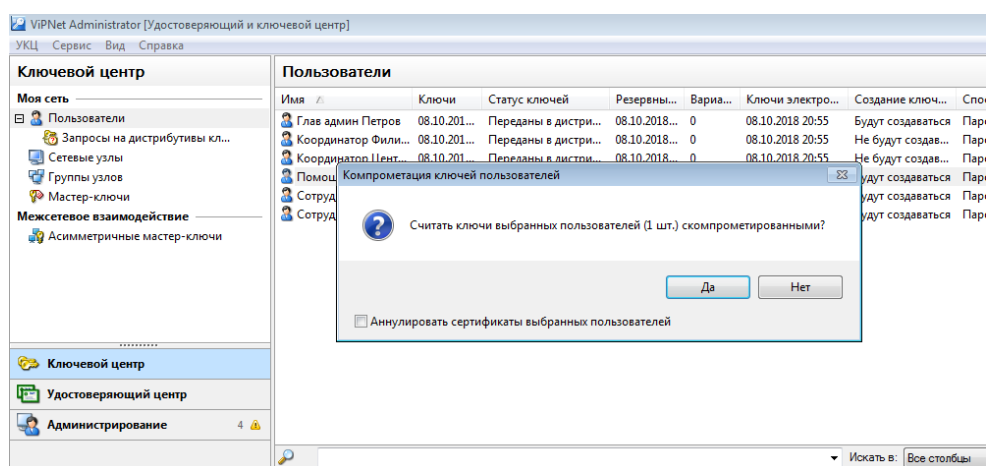 ViPNet Administrator [Удостоверяющий и ключевой центр]
УКЦ Сервис Вид Справка
Ключевой центр
Моя сеть
Пользователи
Запросы на дистрибутивы кл...
Сетевые узлы
Группы узлов
Мастер-ключи
Межсетевое взаимодействие
Асимметричные мастер-ключи
Ключевой центр
Удостоверяющий центр
Администрирование 4
Пользователи
Имя Ключи Статус ключей Резервны... Вариа... Ключи электро... Создание ключ... Спос
Глав админ Петров 08.10.201... Переданы в дистри... 08.10.2018... 0 08.10.2018 20:55 Будут создаваться Паро
Координатор Фили... 08.10.201... Переданы в дистри... 08.10.2018... 0 08.10.2018 20:55 Не будут создав... Паро
Координатор Цент... 08.10.201... Переданы в дистри... 08.10.2018... 0 08.10.2018 20:55 Не будут создав... Паро
Помощ удут создаваться Паро
Сотруд удут создаваться Паро
Сотруд удут создаваться Паро
Компрометация ключей пользователей
Считать ключи выбранных пользователей (1 шт.) скомпрометированными?
Да Нет
Аннулировать сертификаты выбранных пользователей
Искать в: Все столбцы